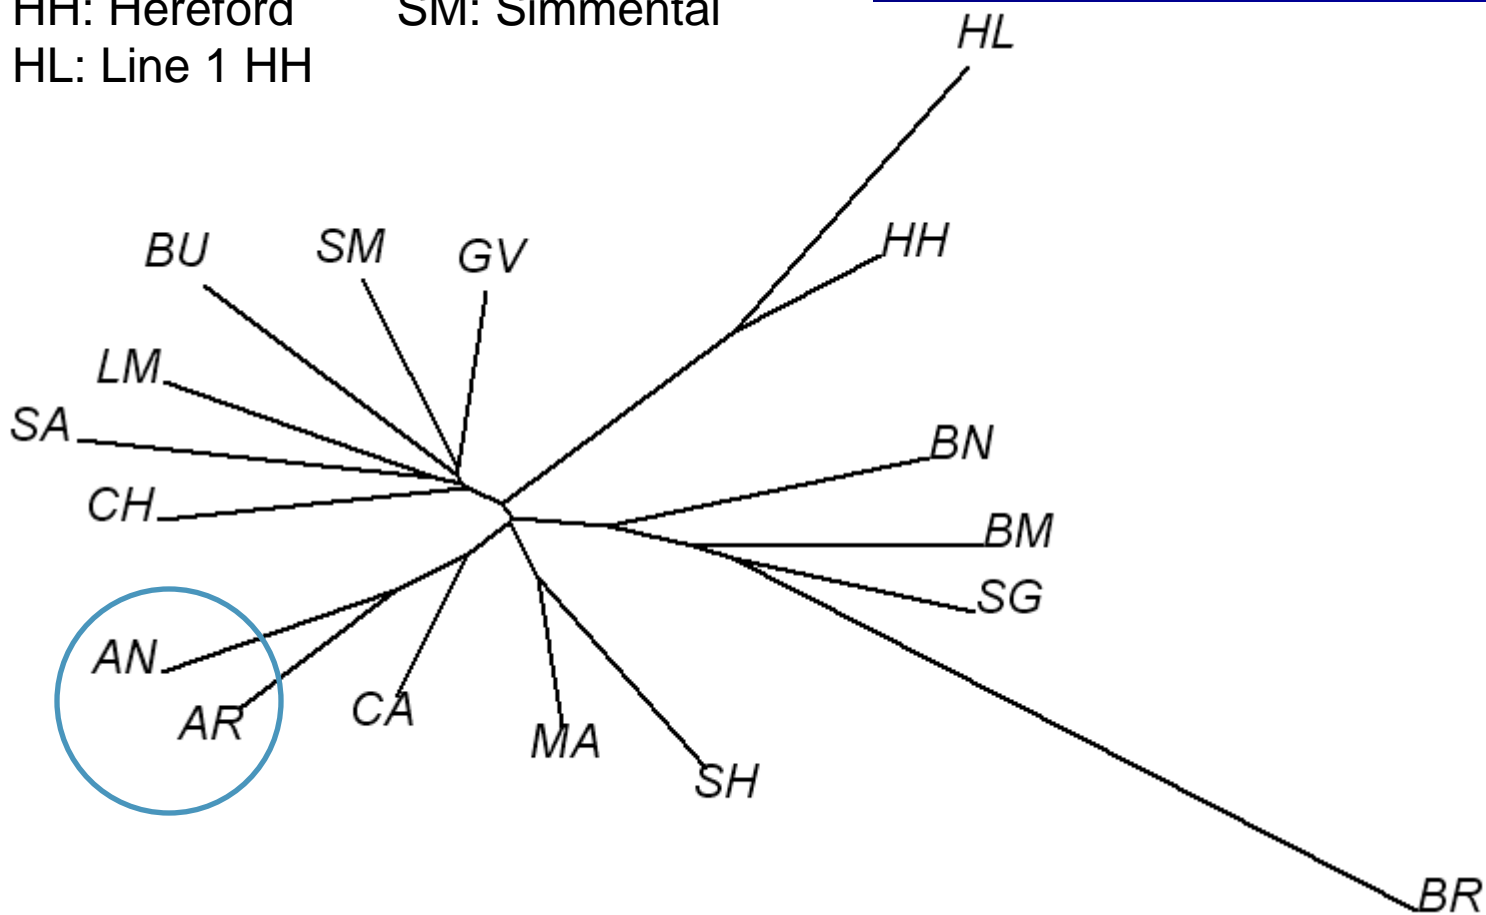 HH: Hereford SM: Simmental
HL: Line 1 HH
HL
HH
BU
SM
GV
LM
SA
CH
BN
BM
SG
AN
AR
CA
MA
SH
BR